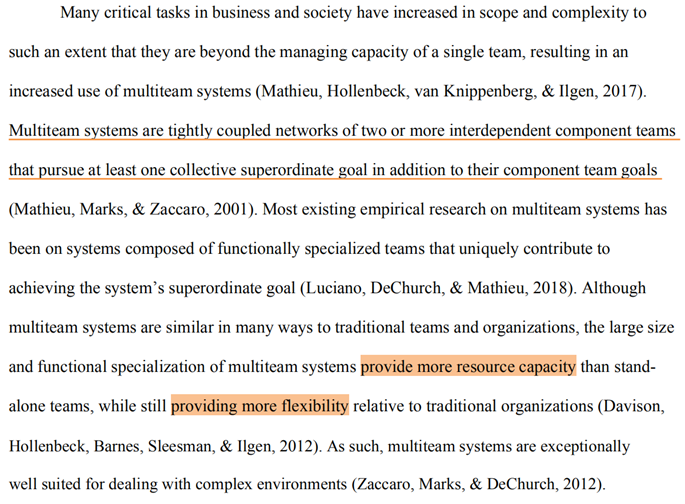 Many critical tasks in business and society have increased in scope and complexity to
such an extent that they are beyond the managing capacity of a single team, resulting in an
increased use of multiteam systems (Mathieu, Hollenbeck, van Knippenberg, & Ilgen, 2017).
Multiteam systems are tightly coupled networks of two or more interdependent component teams
that pursue at least one collective superordinate goal in addition to their component team goals
(Mathieu, Marks, & Zaccaro, 2001). Most existing empirical research on multiteam systems has
been on systems composed of functionally specialized teams that uniquely contribute to
achieving the system's superordinate goal (Luciano, DeChurch, & Mathieu, 2018). Although
multiteam systems are similar in many ways to traditional teams and organizations, the large size
and functional specialization of multiteam systems provide more resource capacity than stand-
alone teams, while still providing more flexibility relative to traditional organizations (Davison,
Hollenbeck, Barnes, Sleesman, & Ilgen, 2012). As such, multiteam systems are exceptionally
well suited for dealing with complex environments (Zaccaro, Marks, & DeChurch, 2012).